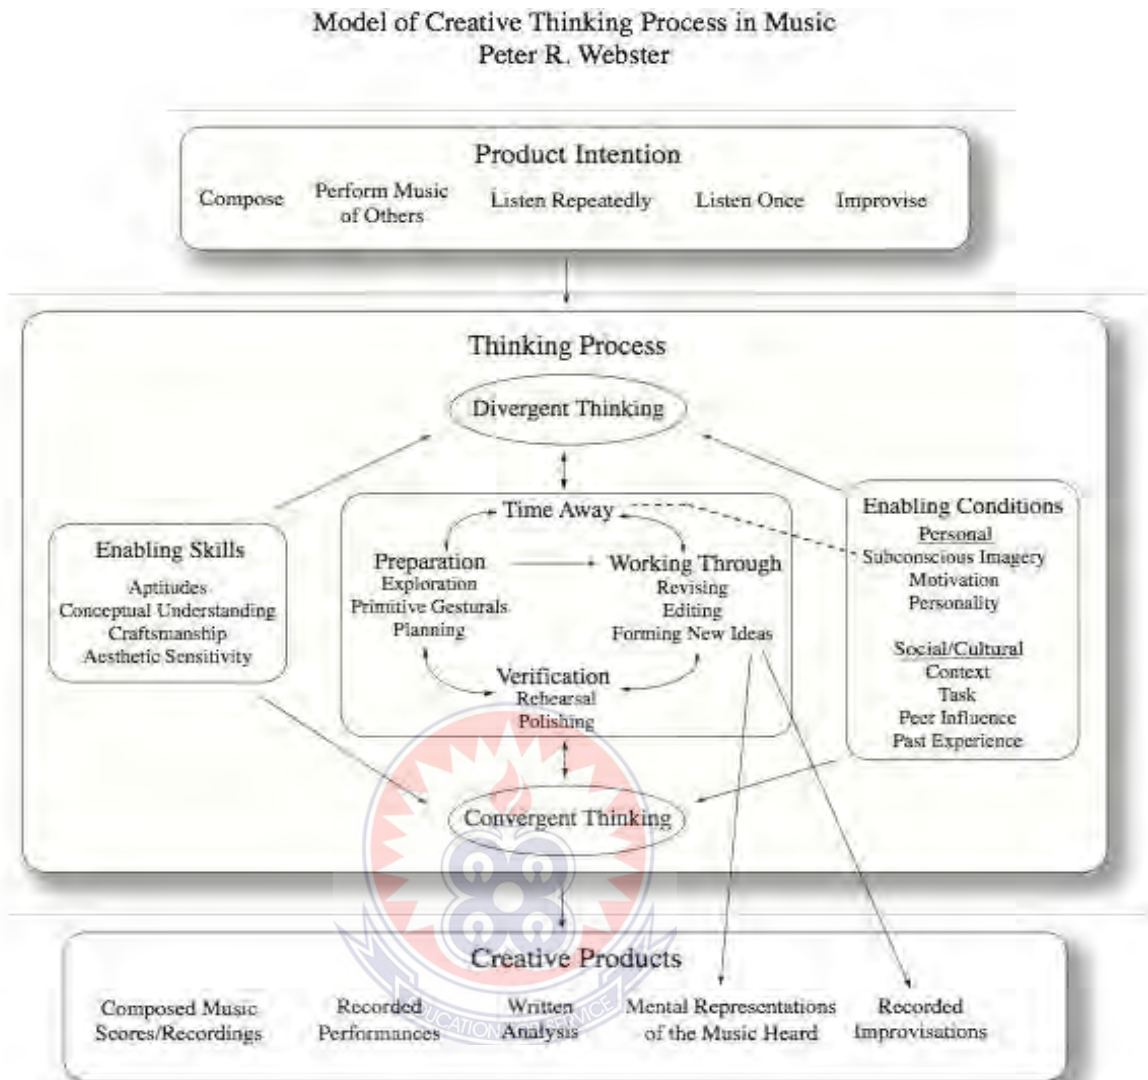 Model of Creative Thinking Process in Music
Peter R. Webster
Product Intention
Compose
Perform Music
of Others
Listen Repeatedly
Listen Once
Improvise
Thinking Process
Divergent Thinking
Enabling Skills
Aptitudes
Conceptual Understanding
Craftsmanship
Aesthetic Sensitivity
Time Away
Preparation
Exploration
Primitive Gesturals
Planning
Working Through
Revising
Editing
Forming New Ideas
Verification
Rehearsal
Polishing
Enabling Conditions
Personal
Subconscious Imagery
Motivation
Personality
Social/Cultural
Context
Task
Peer Influence
Past Experience
Convergent Thinking
Creative Products
Composed Music
Scores/Recordings
Recorded
Performances
Written
Analysis
Mental Representations
of the Music Heard
Recorded
Improvisations
SERVICE